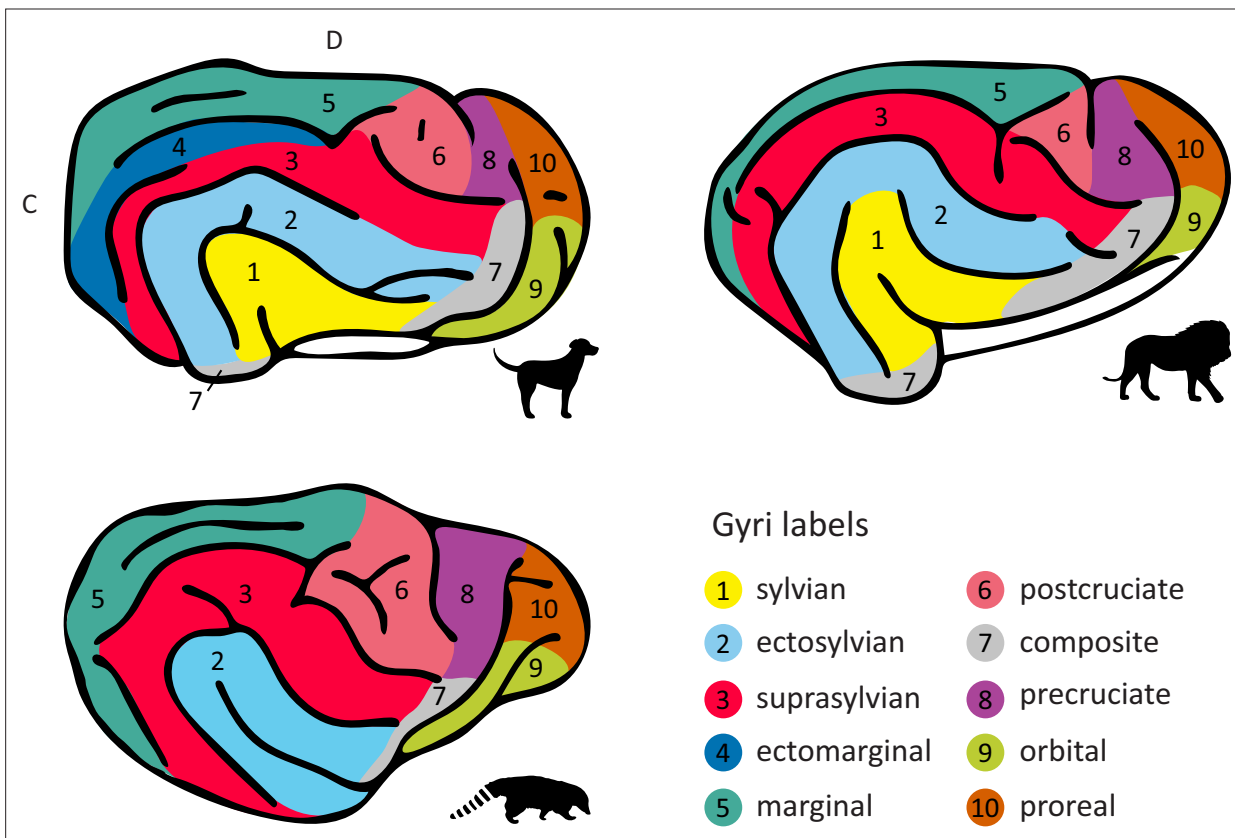 D
5
4
3
6
8
10
C
2
1
7
9
7
5
3
6
8
10
2
1
7
9
7
5
3
6
8
10
2
7
9
Gyri labels
1 sylvian
2 ectosylvian
3 suprasylvian
4 ectomarginal
5 marginal
6 postcruciate
7 composite
8 precruciate
9 orbital
10 proreal